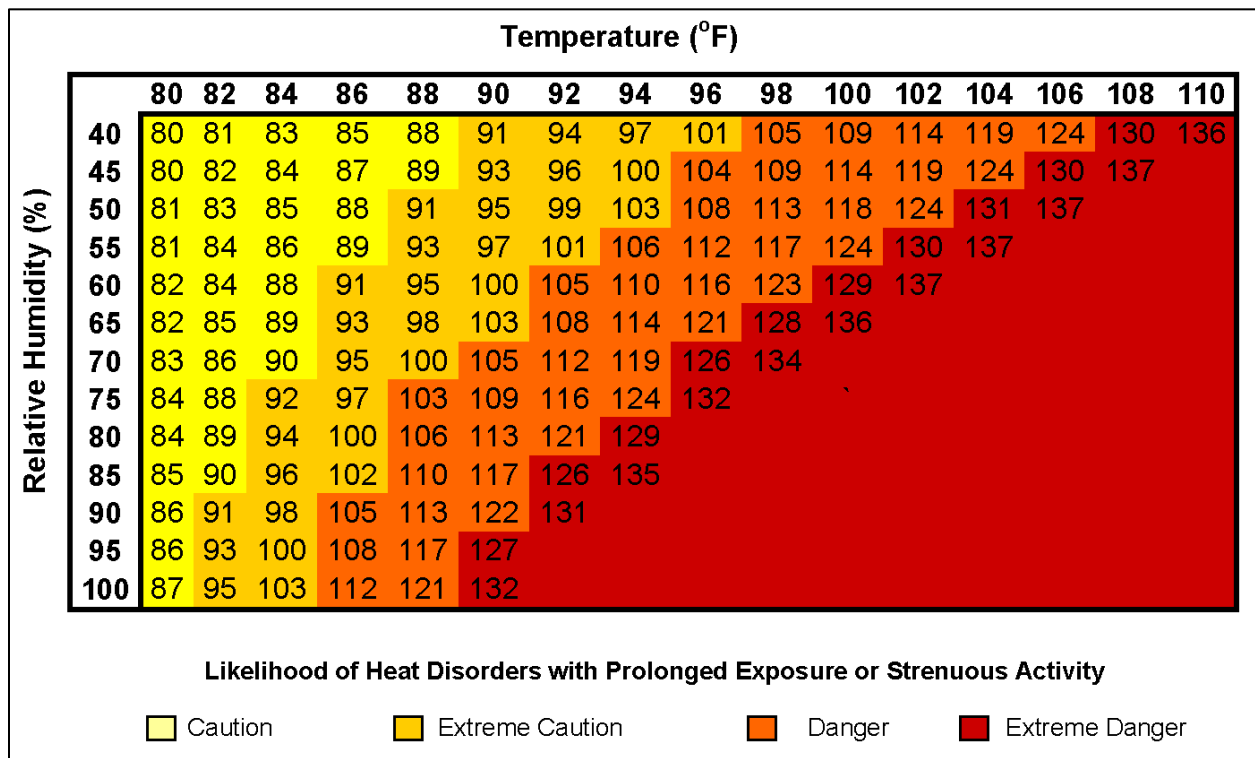 Temperature (°F)
80 82 84 86 88 90 92 94 96 98 100 102 104 106 108 110
Relative Humidity (%)
40 80 81 83 85 88 91 94 97 101 105 109 114 119 124 130 136
45 80 82 84 87 89 93 96 100 104 109 114 119 124 130 137
50 81 83 85 88 91 95 99 103 108 113 118 124 131 137
55 81 84 86 89 93 97 101 106 112 117 124 130 137
60 82 84 88 91 95 100 105 110 116 123 129 137
65 82 85 89 93 98 103 108 114 121 128 136
70 83 86 90 95 100 105 112 119 126 134
75 84 88 92 97 103 109 116 124 132 `
80 84 89 94 100 106 113 121 129
85 85 90 96 102 110 117 126 135
90 86 91 98 105 113 122 131
95 86 93 100 108 117 127
100 87 95 103 112 121 132
Likelihood of Heat Disorders with Prolonged Exposure or Strenuous Activity
Caution Extreme Caution Danger Extreme Danger